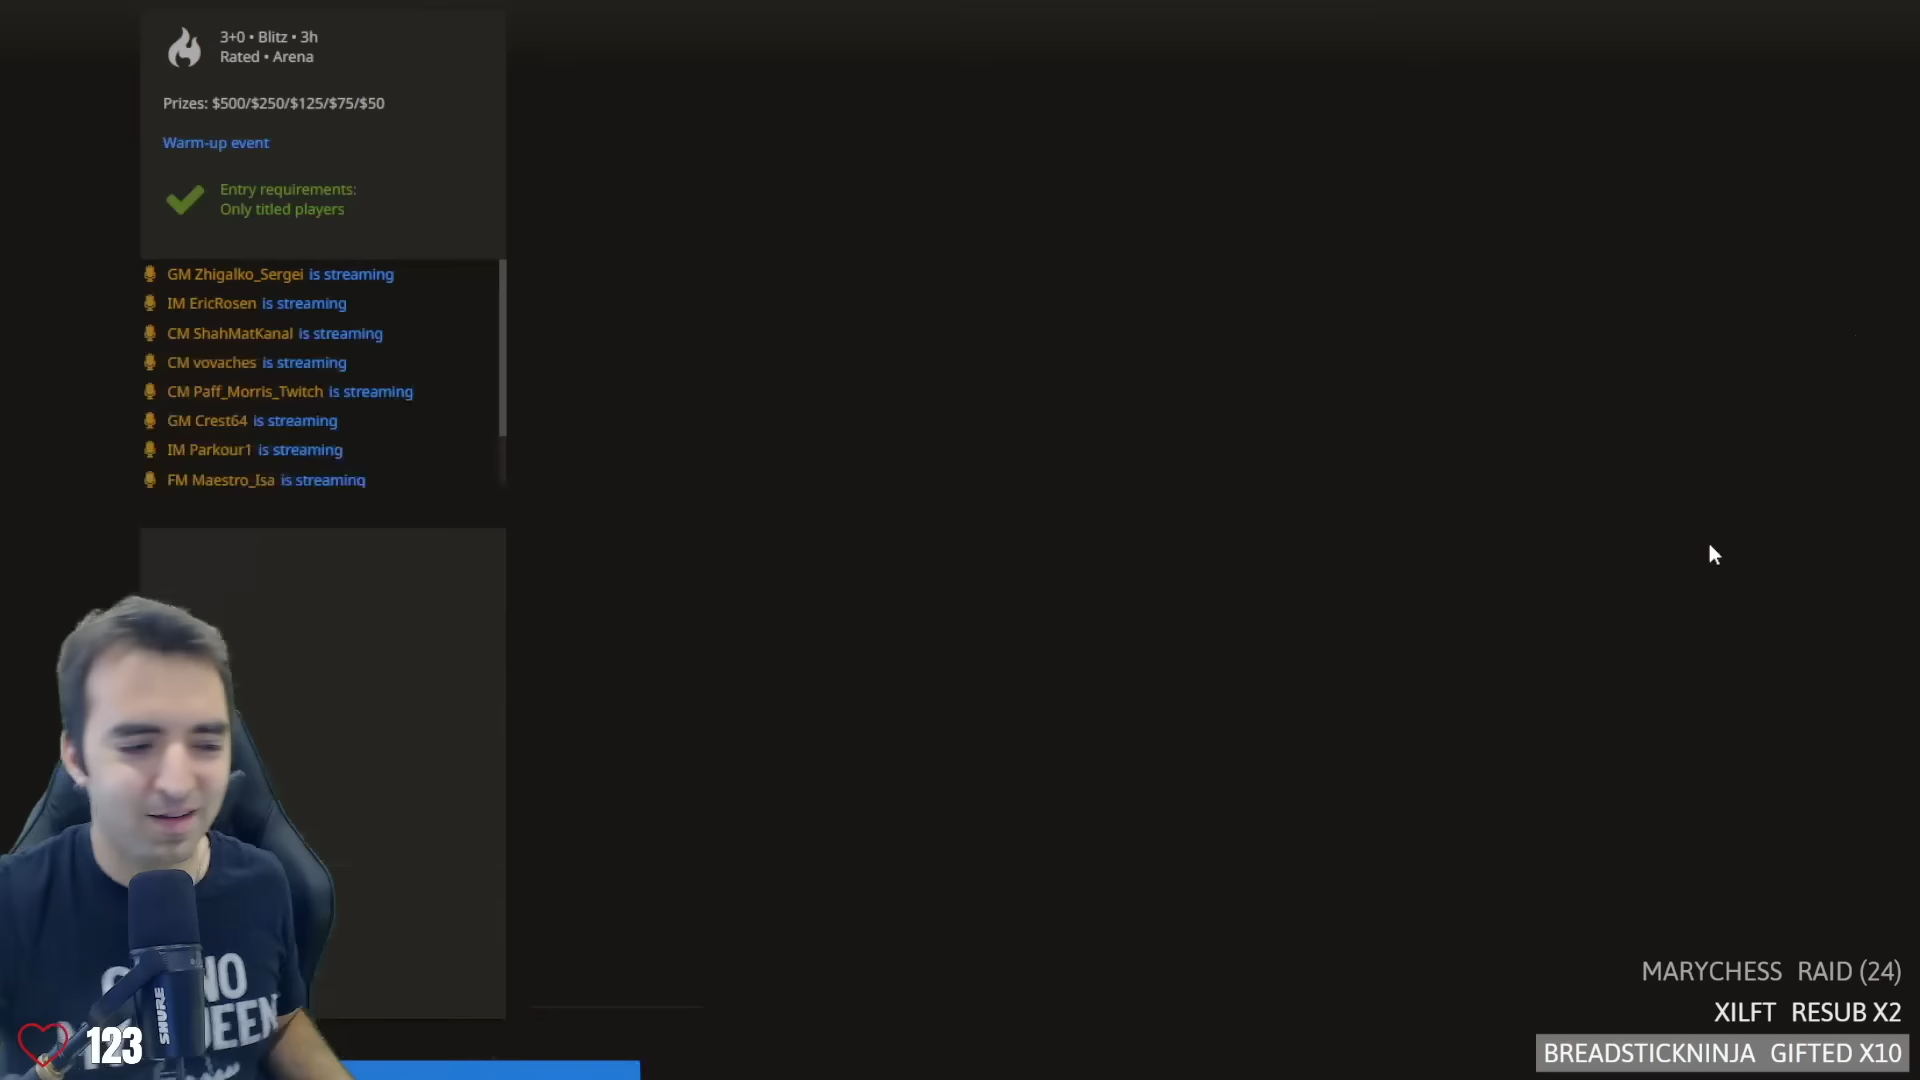 3+0 • Blitz • 3h
Rated • Arena
Prizes: $500/$250/$125/$75/$50
Warm-up event
Entry requirements:
Only titled players
GM Zhigalko_Sergei is streaming
IM EricRosen is streaming
CM ShahMatKanal is streaming
CM vovaches is streaming
CM Paff_Morris_Twitch is streaming
GM Crest64 is streaming
IM Parkour1 is streaming
FM Maestro_Isa is streaming
NO
EEN
SHURE
123
MARYCHESS RAID (24)
XILFT RESUB X2
BREADSTICKNINJA GIFTED X10